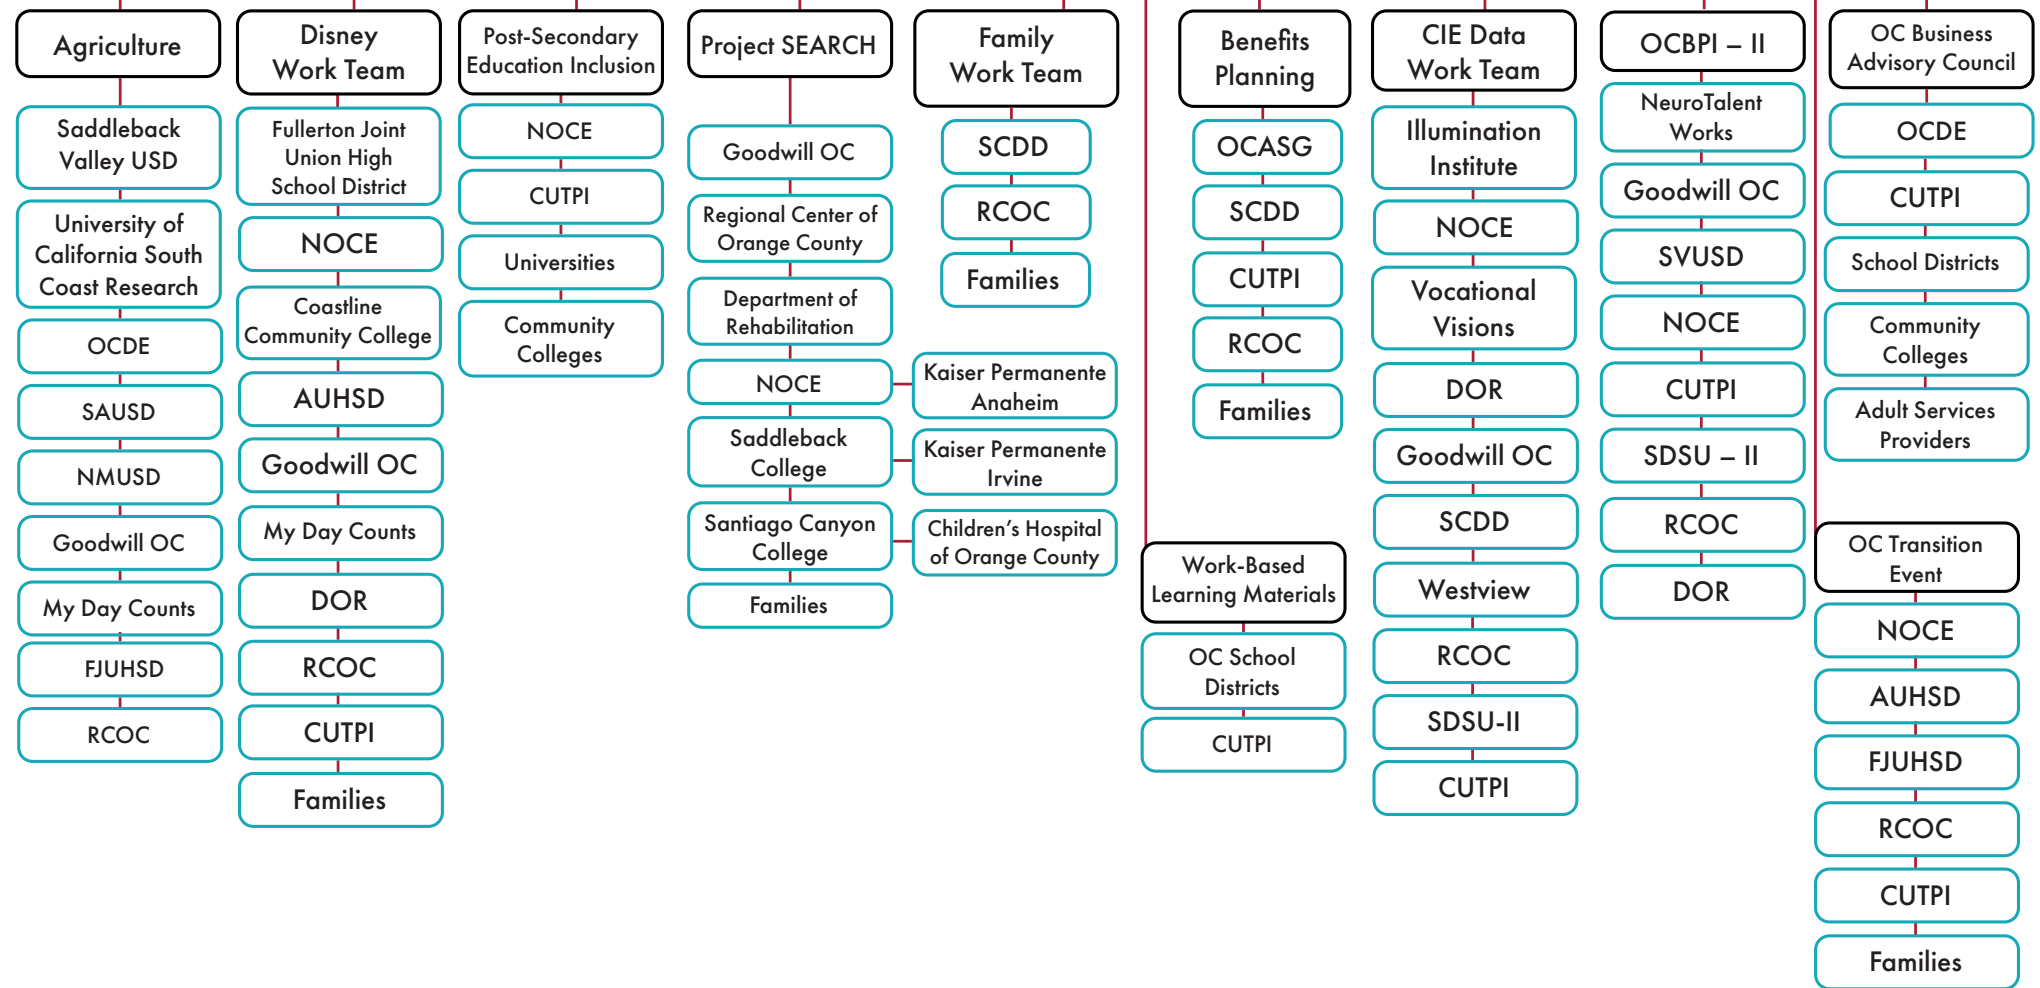 Agriculture
Saddleback
Valley USD
University of
California South
Coast Research
OCDE
SAUSD
NMUSD
Goodwill OC
My Day Counts
FJUHSD
RCOC
Disney
Work Team
Fullerton Joint
Union High
School District
NOCE
Coastline
Community College
AUHSD
Goodwill OC
My Day Counts
DOR
RCOC
CUTPI
Families
Post-Secondary
Education Inclusion
NOCE
CUTPI
Universities
Community
Colleges
Project SEARCH
Goodwill OC
Regional Center of
Orange County
Department of
Rehabilitation
NOCE
Kaiser Permanente
Anaheim
Saddleback
College
Kaiser Permanente
Irvine
Santiago Canyon
College
Children's Hospital
of Orange County
Families
Family
Work Team
SCDD
RCOC
Families
Work-Based
Learning Materials
OC School
Districts
CUTPI
Benefits
Planning
OCASG
SCDD
CUTPI
RCOC
Families
CIE Data
Work Team
Illumination
Institute
NOCE
Vocational
Visions
DOR
Goodwill OC
SCDD
Westview
RCOC
SDSU-II
CUTPI
OCBPI – II
NeuroTalent
Works
Goodwill OC
SVUSD
NOCE
CUTPI
SDSU – II
RCOC
DOR
OC Business
Advisory Council
OCDE
CUTPI
School Districts
Community
Colleges
Adult Services
Providers
OC Transition
Event
NOCE
AUHSD
FJUHSD
RCOC
CUTPI
Families